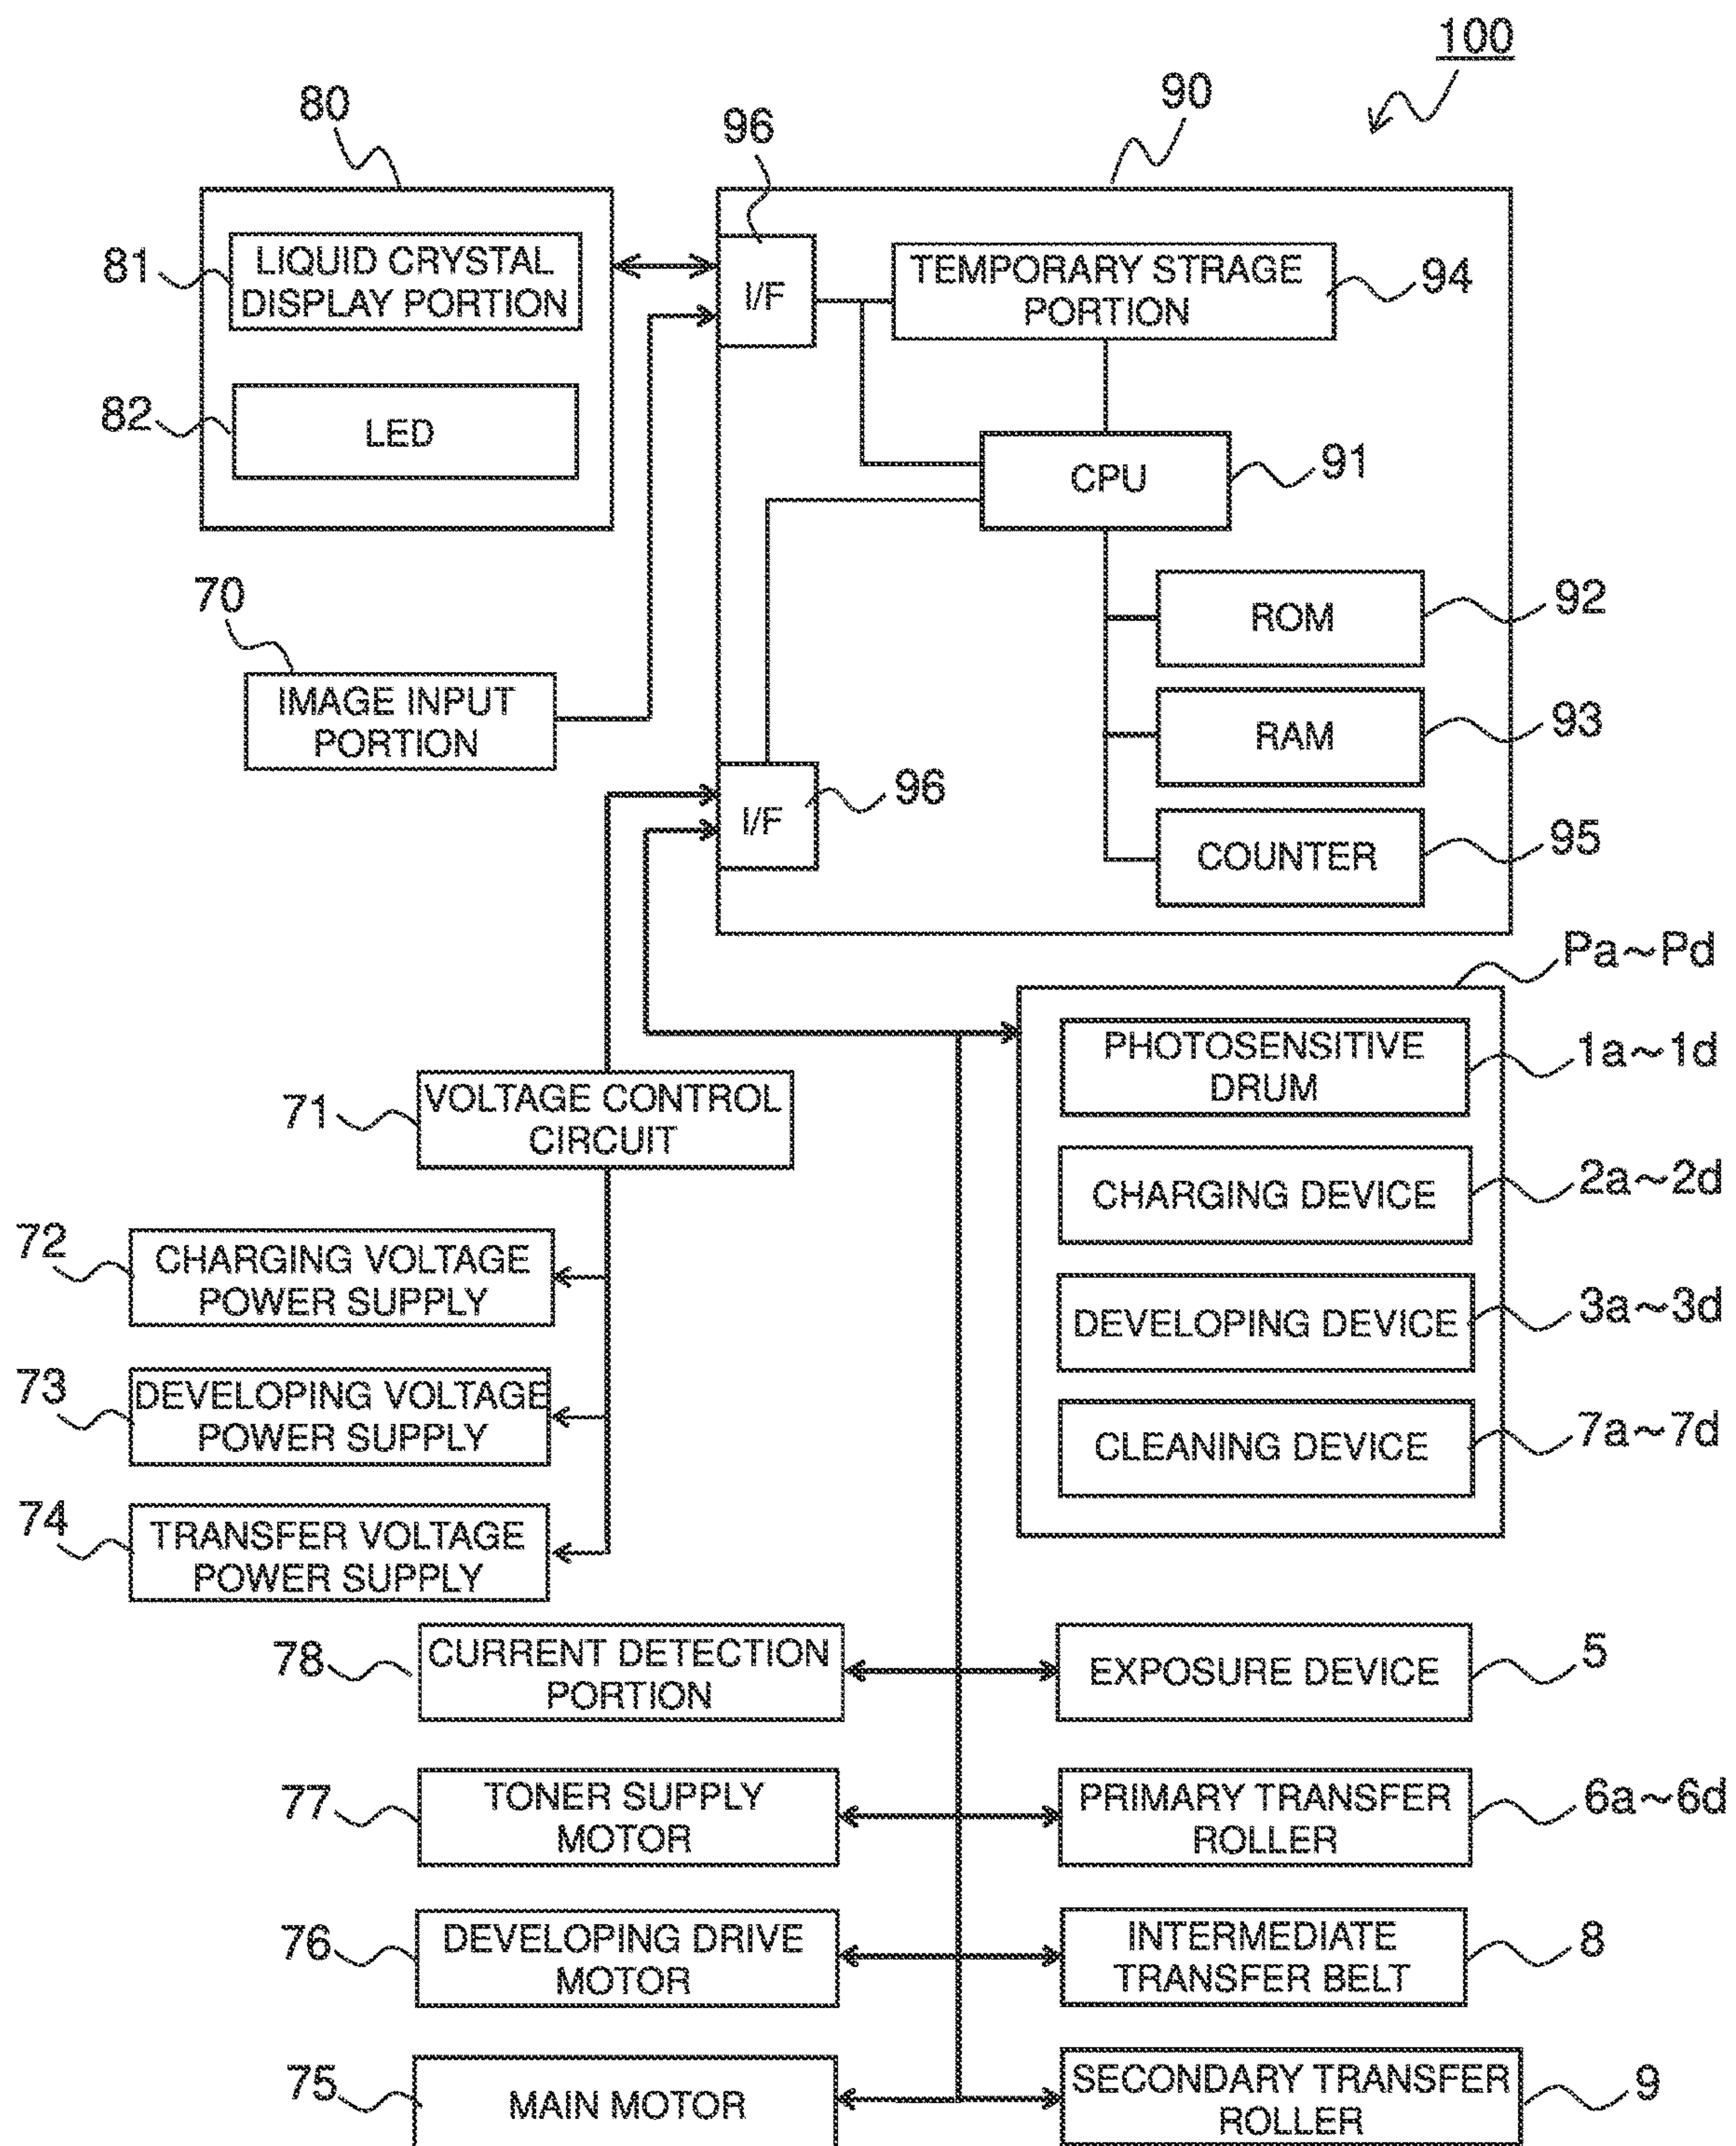 100
80
96
90
81
LIQUID CRYSTAL
DISPLAY PORTION
I/F
TEMPORARY STRAGE
PORTION
94
82
LED
CPU
91
70
IMAGE INPUT
PORTION
ROM
92
RAM
93
I/F
96
COUNTER
95
Pa~Pd
71
VOLTAGE CONTROL
CIRCUIT
PHOTOSENSITIVE
DRUM
1a~1d
CHARGING DEVICE
2a~2d
72
CHARGING VOLTAGE
POWER SUPPLY
DEVELOPING DEVICE
3a~3d
73
DEVELOPING VOLTAGE
POWER SUPPLY
CLEANING DEVICE
7a~7d
74
TRANSFER VOLTAGE
POWER SUPPLY
78
CURRENT DETECTION
PORTION
EXPOSURE DEVICE
5
77
TONER SUPPLY
MOTOR
PRIMARY TRANSFER
ROLLER
6a~6d
76
DEVELOPING DRIVE
MOTOR
INTERMEDIATE
TRANSFER BELT
8
75
MAIN MOTOR
SECONDARY TRANSFER
ROLLER
9